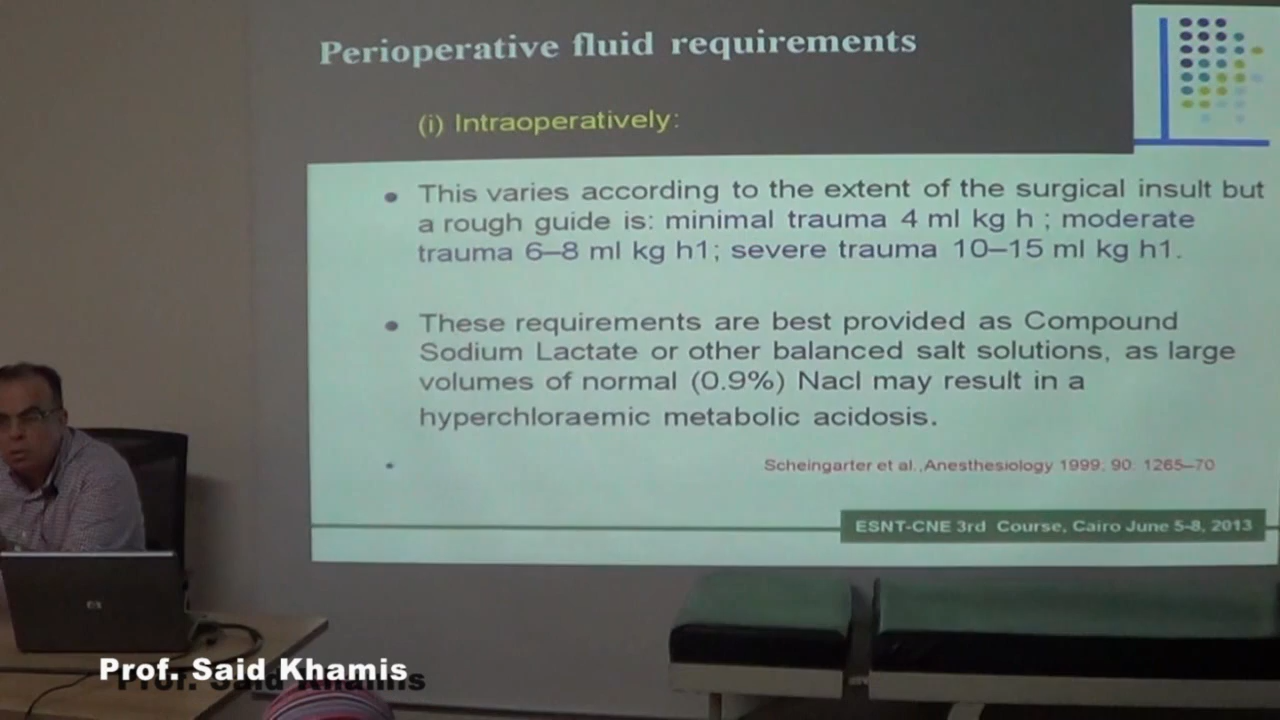 Perioperative fluid requirements
(i) Intraoperatively:
• This varies according to the extent of the surgical insult but
a rough guide is: minimal trauma 4 ml kg h ; moderate
trauma 6–8 ml kg h1; severe trauma 10–15 ml kg h1.
• These requirements are best provided as Compound
Sodium Lactate or other balanced salt solutions, as large
volumes of normal (0.9%) Nacl may result in a
hyperchloraemic metabolic acidosis.
•
Scheingarter et al.,Anesthesiology 1999; 90: 1265–70
ESNT-CNE 3rd Course, Cairo June 5-8, 2013
hp
Prof. Said Khamis